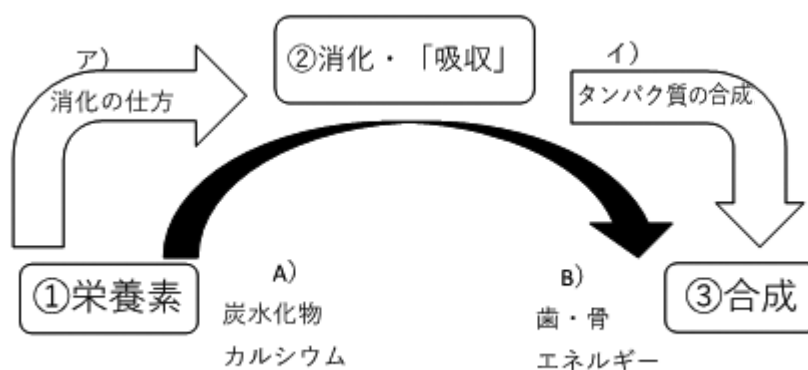 ア)
消化の仕方
②消化・「吸収」
イ)
タンパク質の合成
①栄養素
A)
炭水化物
カルシウム
B)
歯・骨
エネルギー
③合成